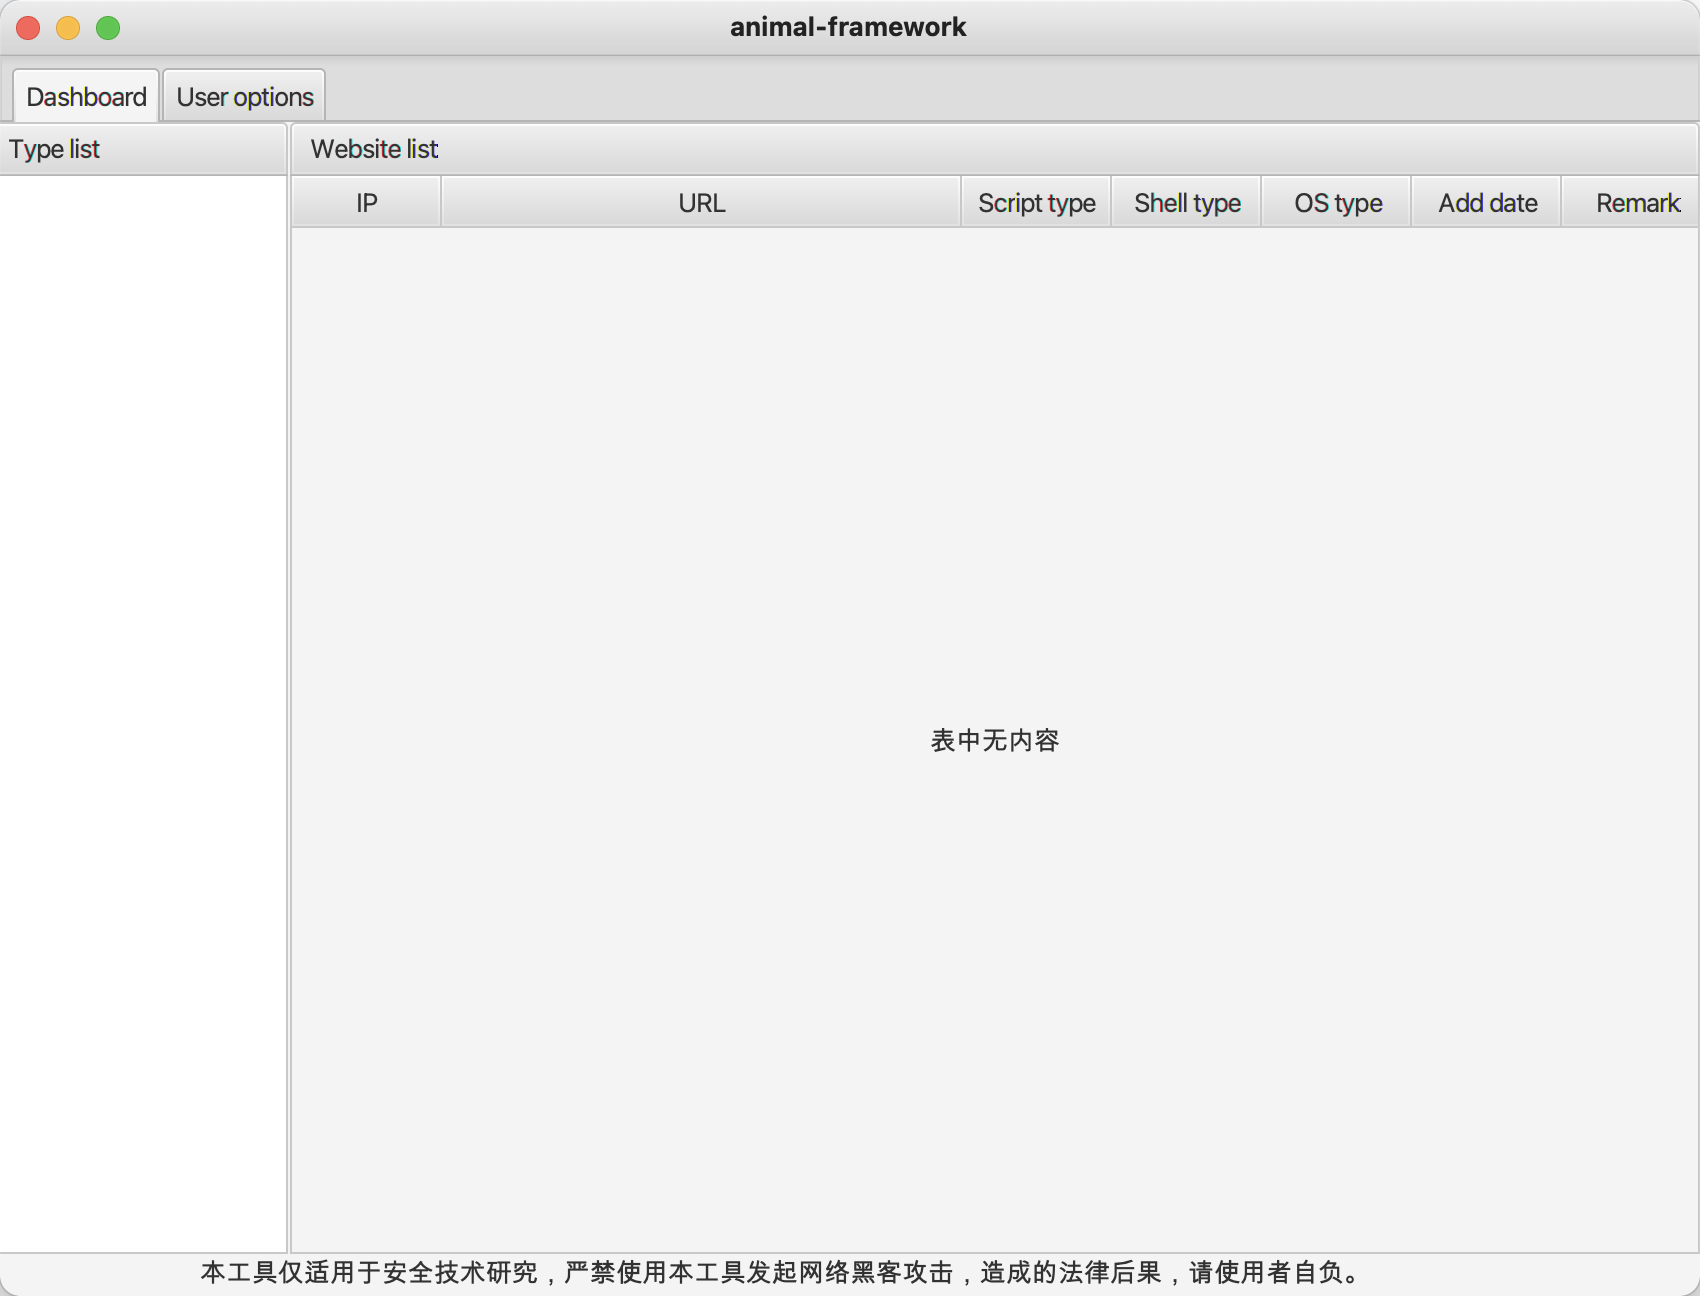 animal-framework
Dashboard User options
Type list Website list
IP URL Script type Shell type OS type Add date Remark
表中无内容
本工具仅适用于安全技术研究，严禁使用本工具发起网络黑客攻击，造成的法律后果，请使用者自负。